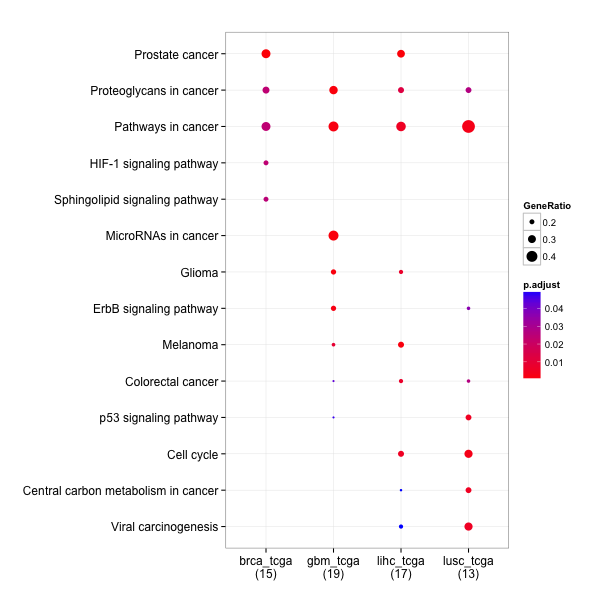 Prostate cancer
Proteoglycans in cancer
Pathways in cancer
HIF-1 signaling pathway
Sphingolipid signaling pathway
MicroRNAs in cancer
Glioma
ErbB signaling pathway
Melanoma
Colorectal cancer
p53 signaling pathway
Cell cycle
Central carbon metabolism in cancer
Viral carcinogenesis
brca_tcga
(15)
gbm_tcga
(19)
lihc_tcga
(17)
lusc_tcga
(13)
GeneRatio
0.2
0.3
0.4
p.adjust
0.04
0.03
0.02
0.01